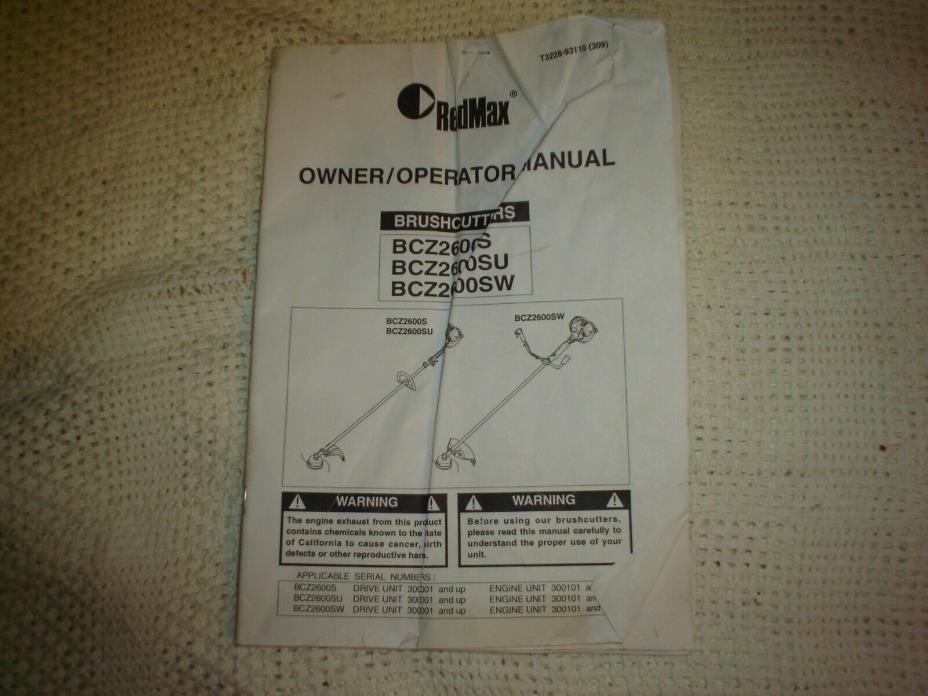 T3228-93110 (309)
RedMax®
OWNER/OPERATOR MANUAL
BRUSHCUTTERS
BCZ2600S
BCZ2600SU
BCZ2600SW
BCZ2600S
BCZ2600SU
BCZ2600SW
WARNING
The engine exhaust from this product
contains chemicals known to the state
of California to cause cancer, birth
defects or other reproductive harm.
WARNING
Before using our brushcutters,
please read this manual carefully to
understand the proper use of your
unit.
APPLICABLE SERIAL NUMBERS :
BCZ2600S DRIVE UNIT 300001 and up ENGINE UNIT 300101
BCZ2600SU DRIVE UNIT 300001 and up ENGINE UNIT 300101
BCZ2600SW DRIVE UNIT 300001 and up ENGINE UNIT 300101 and